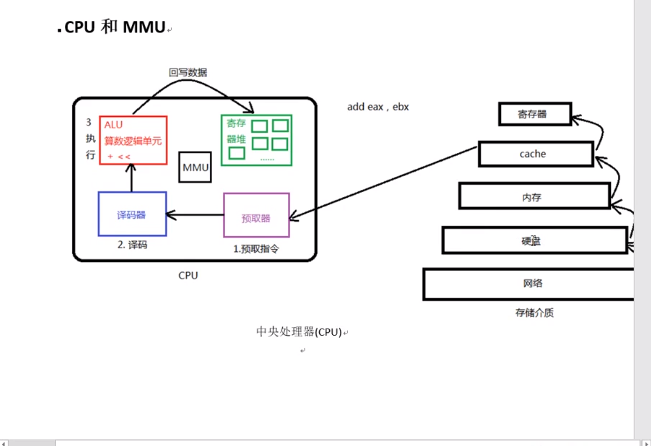 .CPU 和 MMU
回写数据
3
执
行
ALU
算数逻辑单元
+ <<
寄存
器堆
......
MMU
译码器
预取器
2. 译码
1.预取指令
CPU
add eax，ebx
寄存器
cache
内存
硬盘
网络
存储介质
中央处理器(CPU)